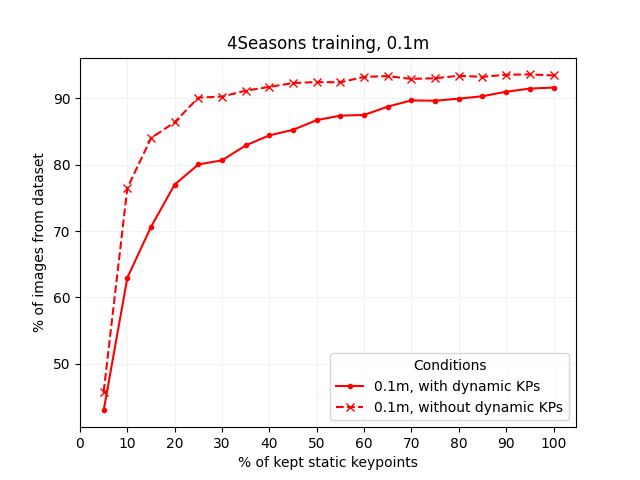 4Seasons training, 0.1m
% of images from dataset
90
80
70
60
50
0 10 20 30 40 50 60 70 80 90 100
% of kept static keypoints
Conditions
0.1m, with dynamic KPs
0.1m, without dynamic KPs